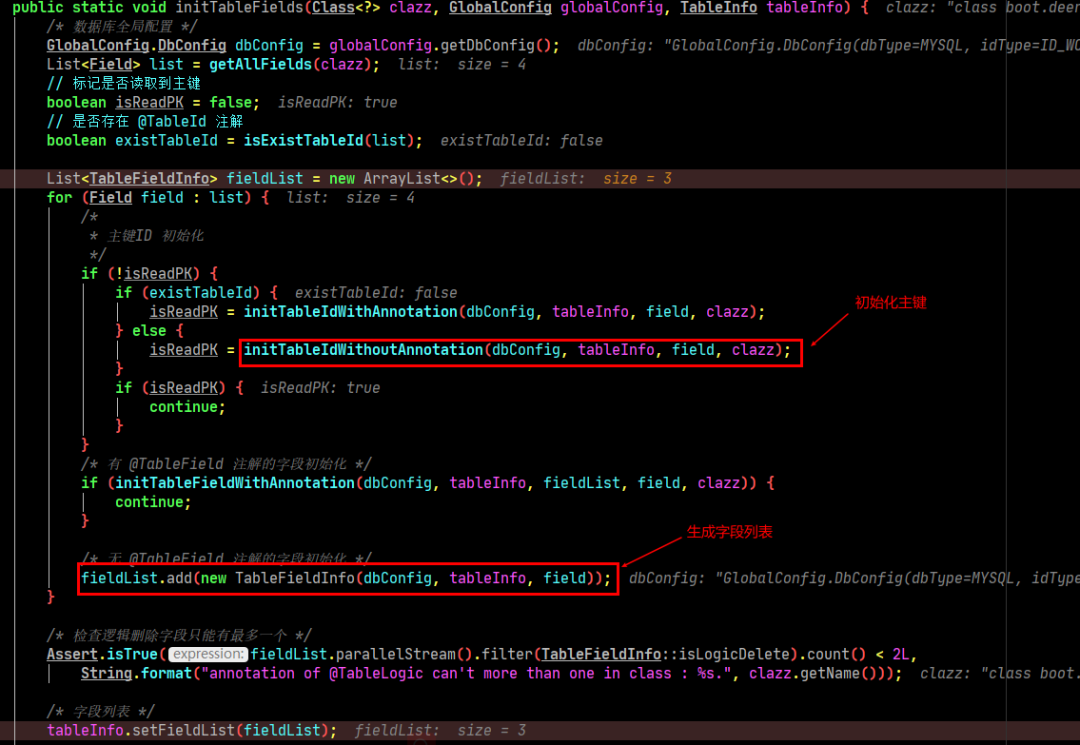 public static void initTableFields(Class<?> clazz, GlobalConfig globalConfig, TableInfo tableInfo) { clazz: "class boot.deer
/* 数据库全局配置 */
GlobalConfig.DbConfig dbConfig = globalConfig.getDbConfig(); dbConfig: "GlobalConfig.DbConfig(dbType=MYSQL, idType=ID_WO
List<Field> list = getAllFields(clazz); list: size = 4
// 标记是否读取到主键
boolean isReadPK = false; isReadPK: true
// 是否存在 @TableId 注解
boolean existTableId = isExistTableId(list); existTableId: false
List<TableFieldInfo> fieldList = new ArrayList<>(); fieldList: size = 3
for (Field field : list) { list: size = 4
/*
* 主键ID 初始化
*/
if (!isReadPK) {
if (existTableId) { existTableId: false
isReadPK = initTableIdWithAnnotation(dbConfig, tableInfo, field, clazz);
初始化主键
} else {
isReadPK = initTableIdWithoutAnnotation(dbConfig, tableInfo, field, clazz);
}
if (isReadPK) { isReadPK: true
continue;
}
}
/* 有 @TableField 注解的字段初始化 */
if (initTableFieldWithAnnotation(dbConfig, tableInfo, fieldList, field, clazz)) {
continue;
}
生成字段列表
/* 无 @TableField 注解的字段初始化 */
fieldList.add(new TableFieldInfo(dbConfig, tableInfo, field)); dbConfig: "GlobalConfig.DbConfig(dbType=MYSQL, idType
}
/* 检查逻辑删除字段只能有最多一个 */
Assert.isTrue( expression: fieldList.parallelStream().filter(TableFieldInfo::isLogicDelete).count() < 2L,
String.format("annotation of @TableLogic can't more than one in class : %s.", clazz.getName())); clazz: "class boot.
/* 字段列表 */
tableInfo.setFieldList(fieldList); fieldList: size = 3